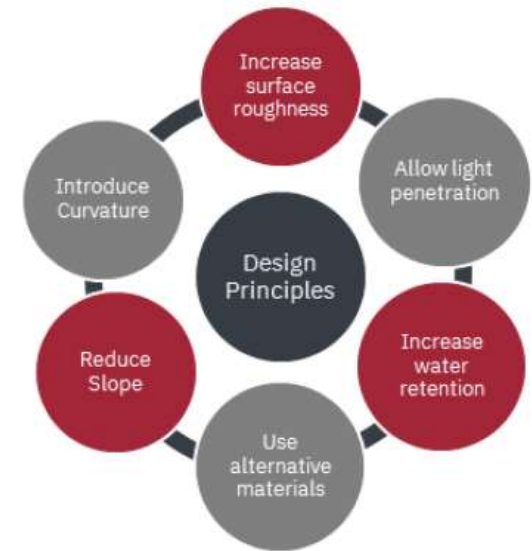 Increase
surface
roughness
Allow light
penetration
Introduce
Curvature
Design
Principles
Increase
water
retention
Reduce
Slope
Use
alternative
materials